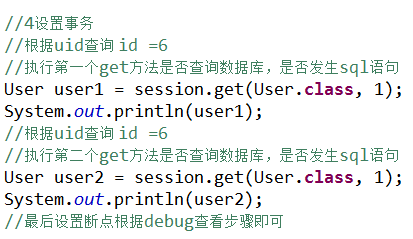 //4设置事务
//根据uid查询 id =6
//执行第一个get方法是否查询数据库，是否发生sql语句
User user1 = session.get(User.class, 1);
System.out.println(user1);
//根据uid查询 id =6
//执行第二个get方法是否查询数据库，是否发生sql语句
User user2 = session.get(User.class, 1);
System.out.println(user2);
//最后设置断点根据debug查看步骤即可